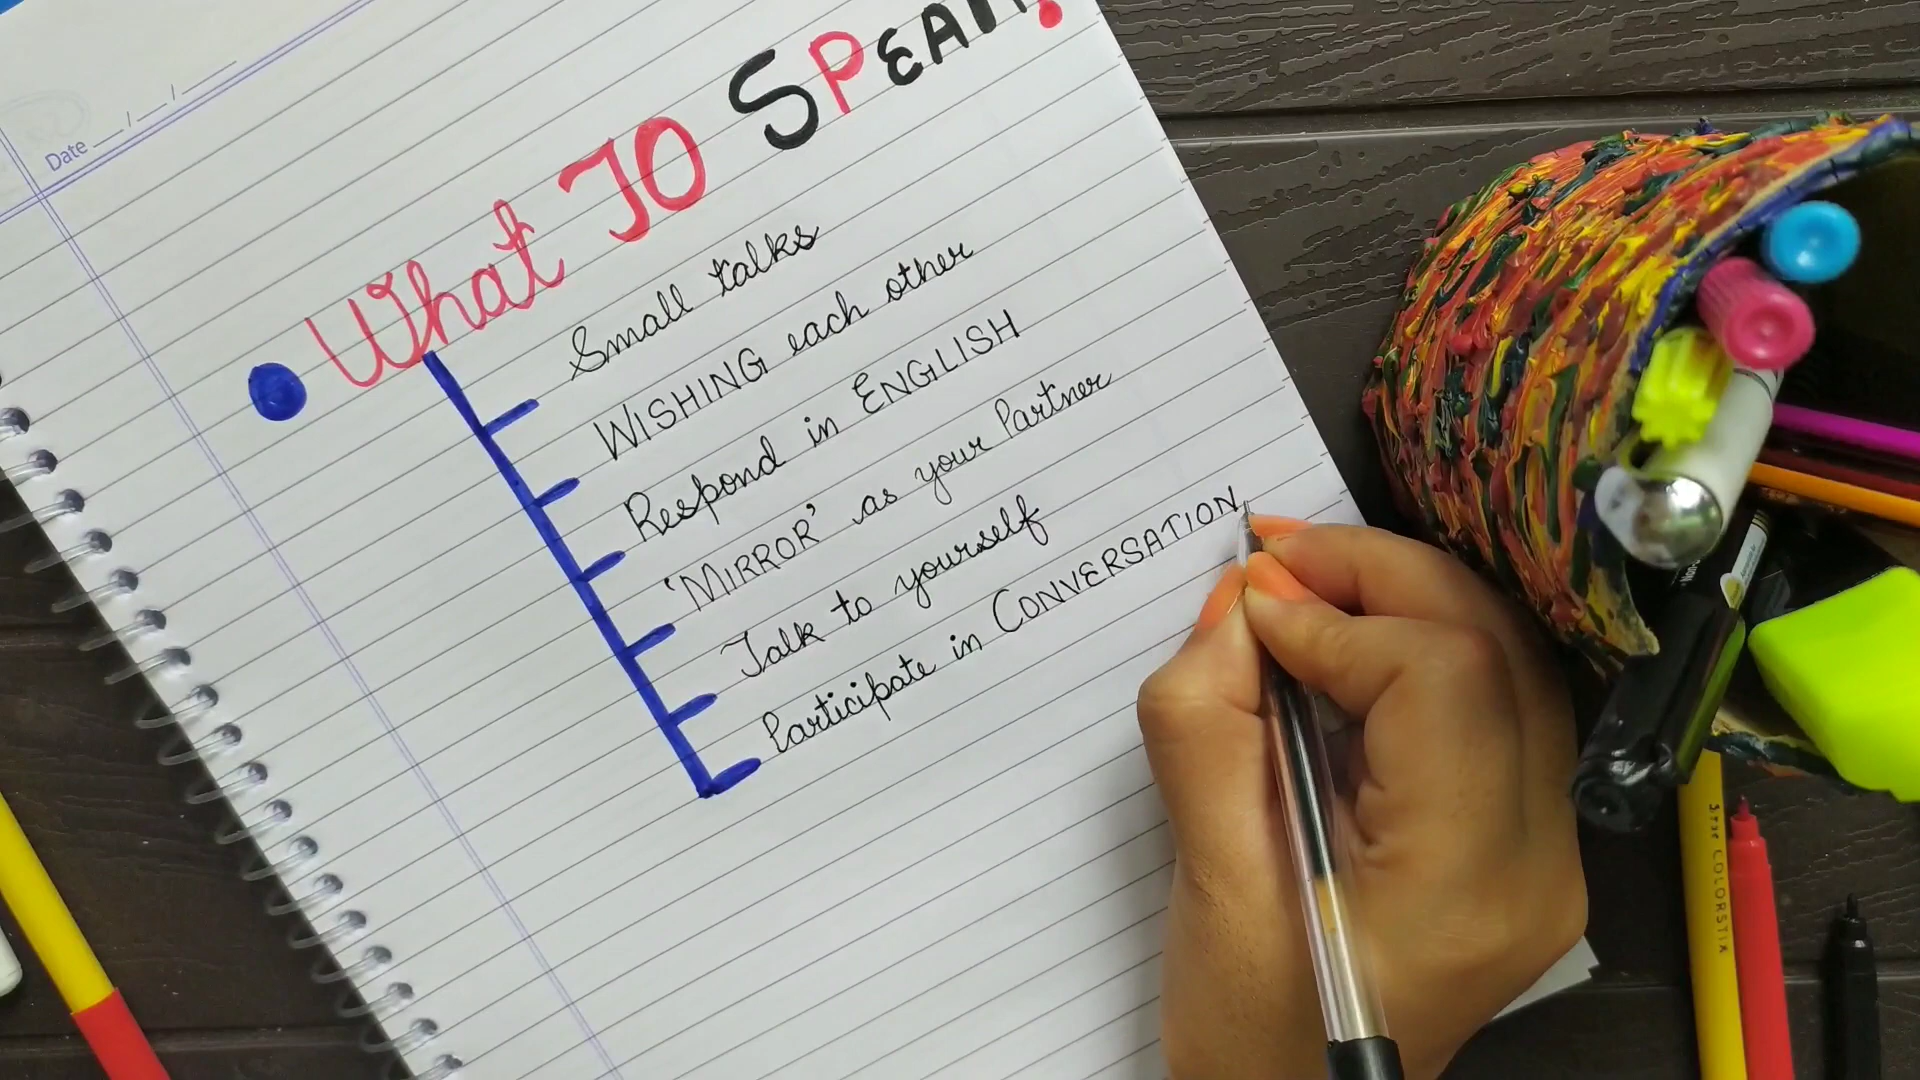 Date
What TO SPEAK?
Small talks
WISHING each other
Respond in ENGLISH
'MIRROR' as your Partner
Talk to yourself
Participate in CONVERSATION
COLORSTIX